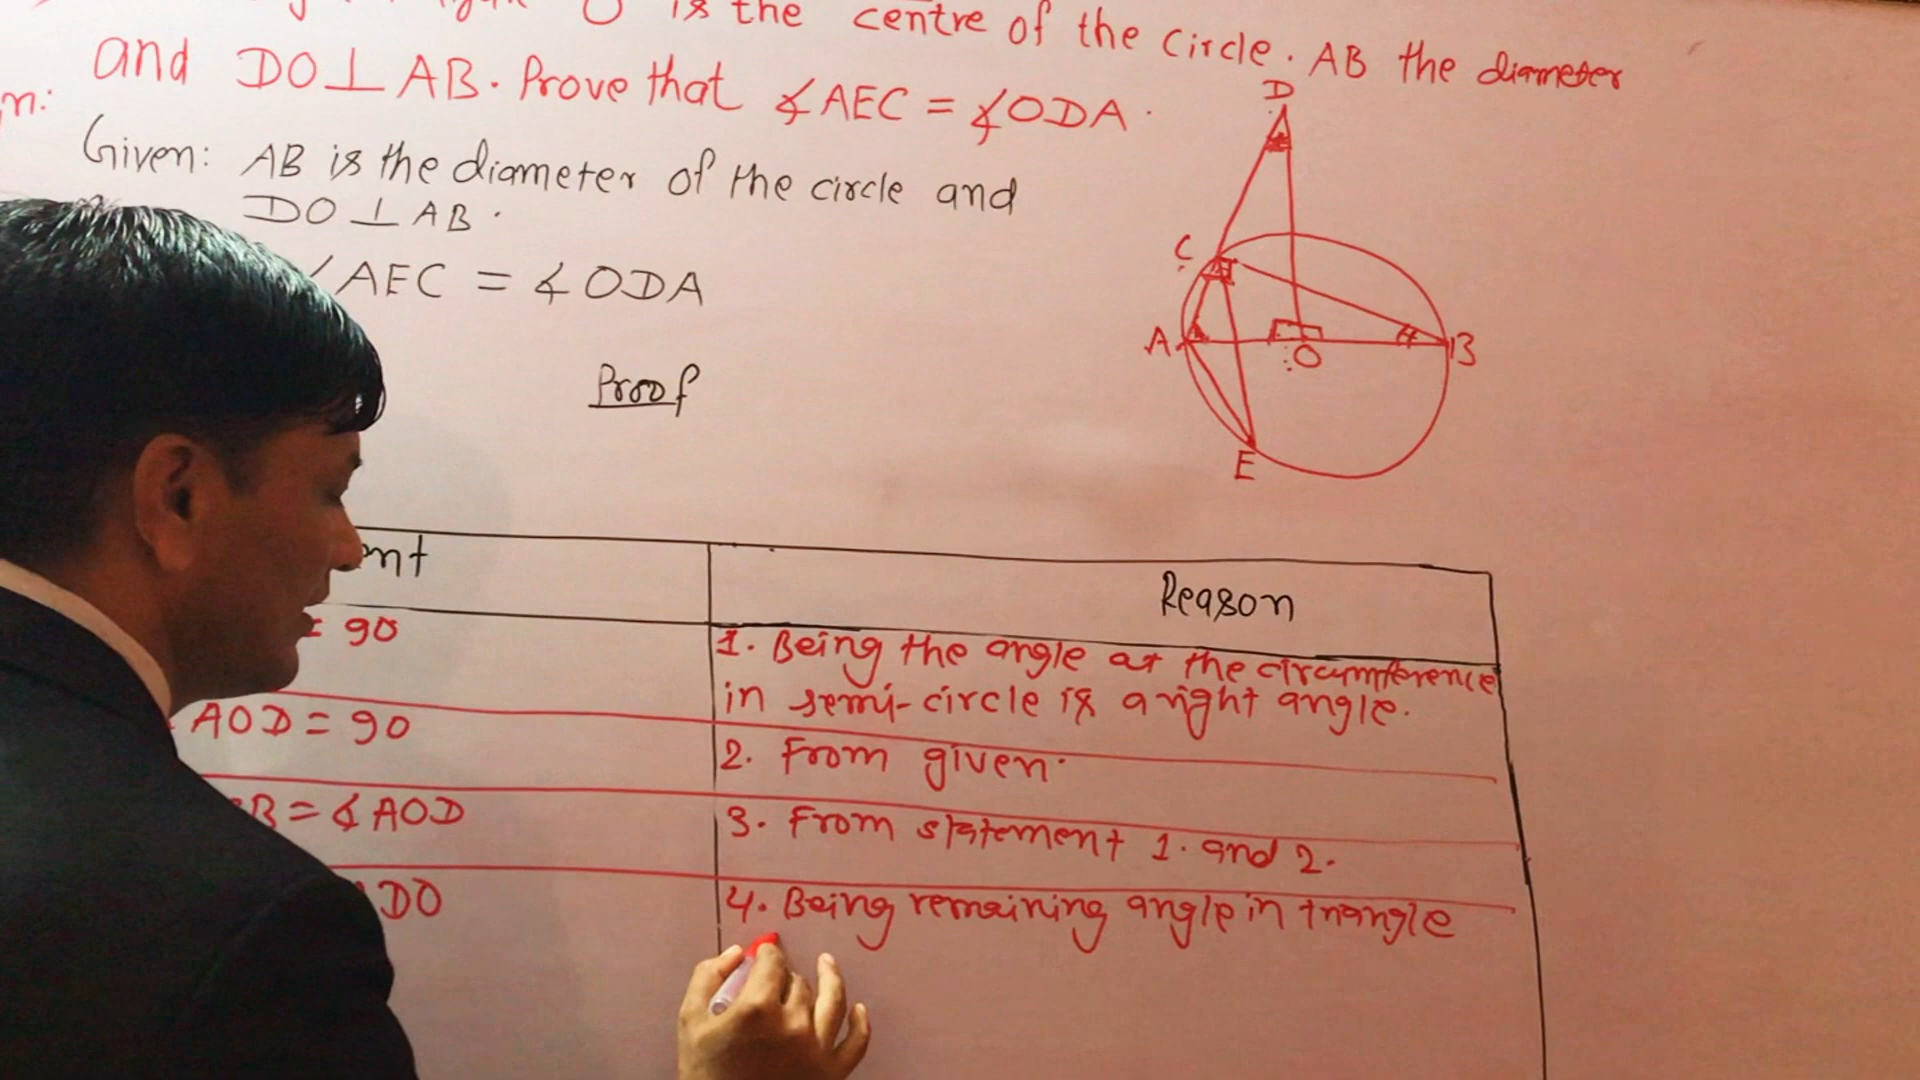 O is the centre of the circle. AB the diameter
and DO⊥AB. Prove that ∡AEC = ∡ODA.
n:
Given: AB is the diameter of the circle and
DO⊥AB.
∠AEC = ∡ODA
Proof
D
C
A
O
B
E
ent
Reason
= 90
1. Being the angle at the circumference
in semi-circle is a right angle.
AOD = 90
2. From given.
B = ∡AOD
3. From statement 1. and 2.
DO
4. Being remaining angle in triangle